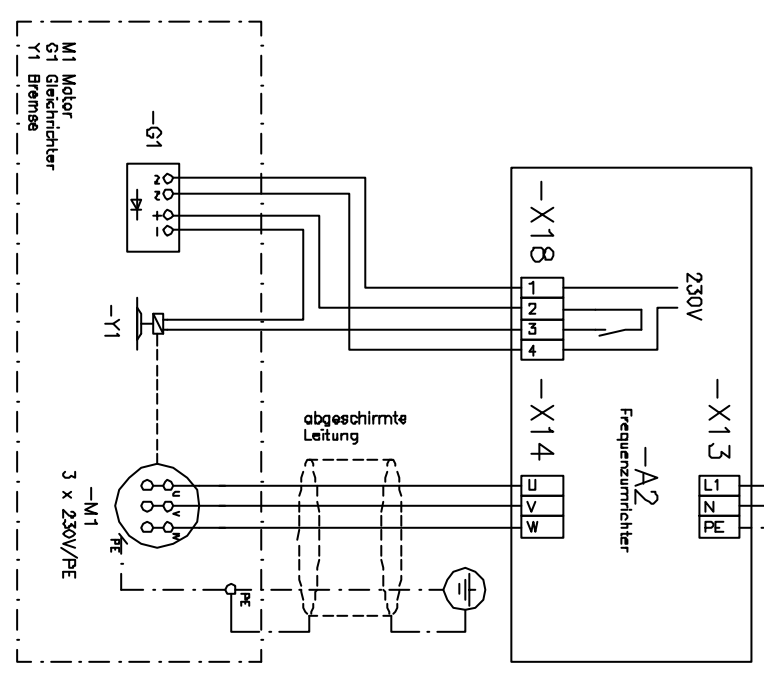 M1 Motor
G1 Gleichrichter
Y1 Bremse
-G1
2
2
+
-
-Y1
-M1
3 x 230V/PE
U
V
W
PE
PE
abgeschirmte
Leitung
-X18
1
2
3
4
230V
-X14
U
V
W
-A2
Frequenzumrichter
-X13
L1
N
PE